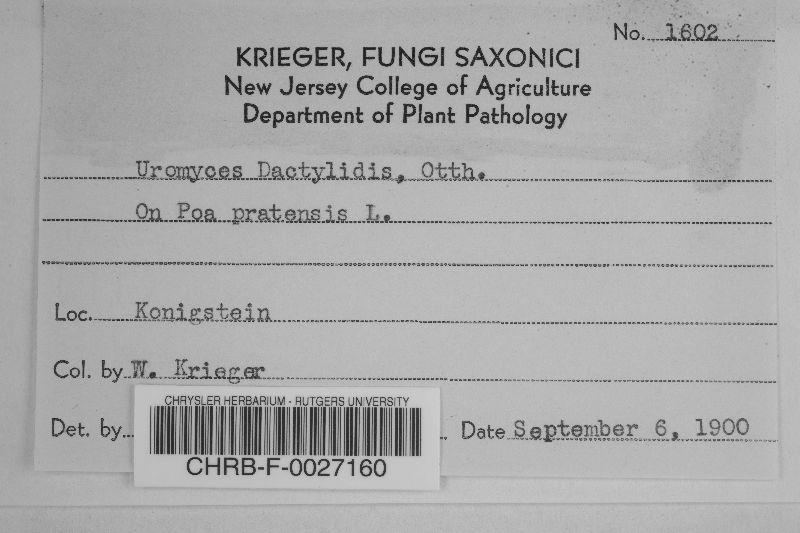 No. 1602
KRIEGER, FUNGI SAXONICI
New Jersey College of Agriculture
Department of Plant Pathology
Uromyces Dactylidis, Otth.
On Poa pratensis L.
Loc. Konigstein
Col. by W. Krieger
CHRYSLER HERBARIUM - RUTGERS UNIVERSITY
Det. by Date September 6, 1900
CHRB-F-0027160